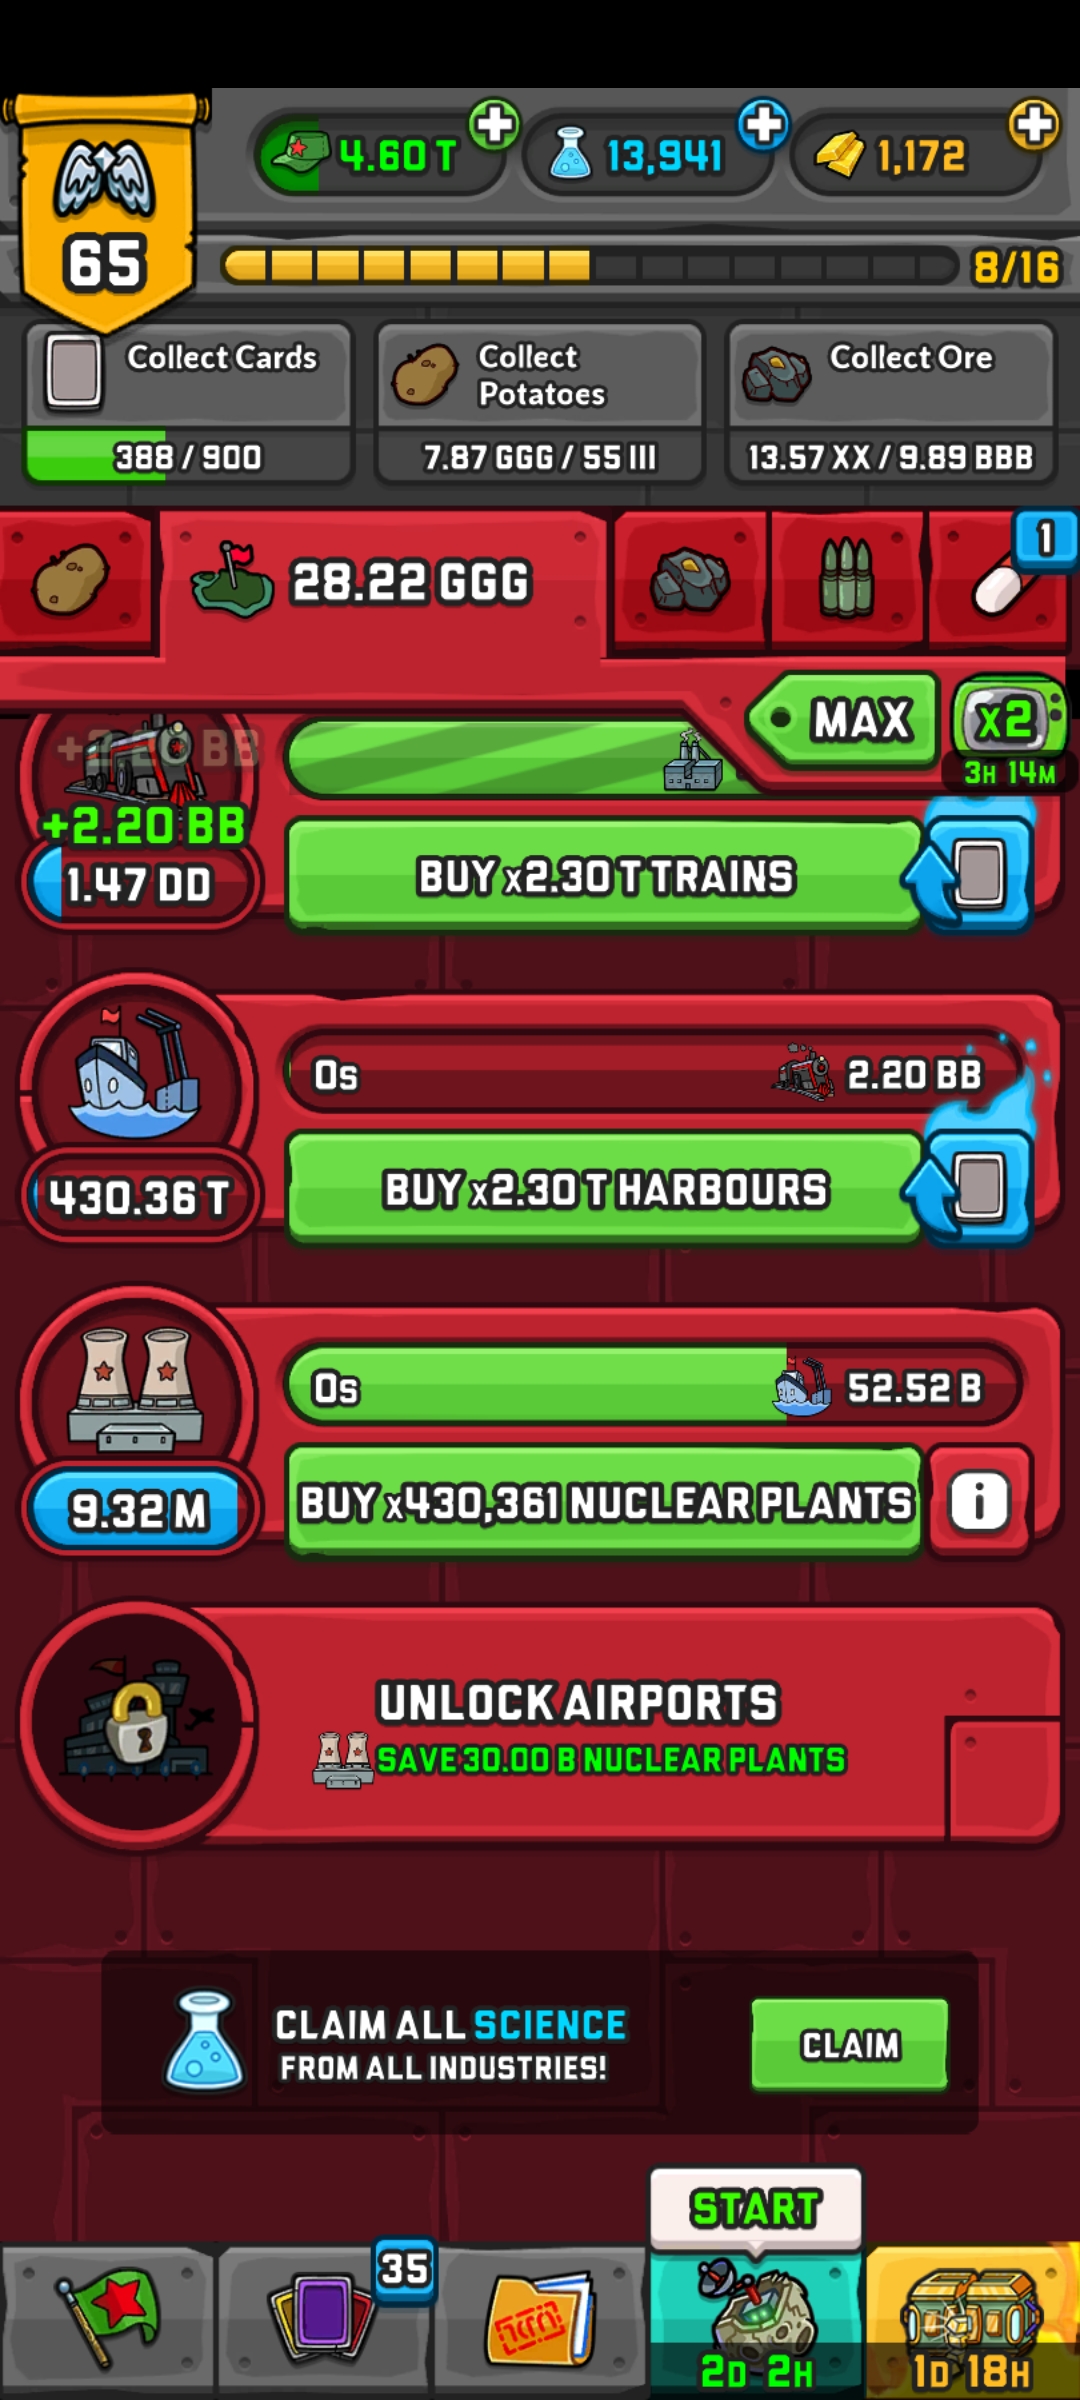 4.60 T
13,941
1,172
65
8/16
Collect Cards
388 / 900
Collect
Potatoes
7.87 GGG / 55 III
Collect Ore
13.57 XX / 9.89 BBB
28.22 GGG
1
MAX
x2
3H 14M
+2.20 BB
+2.20 BB
1.47 DD
BUY x2.30 T TRAINS
0s
2.20 BB
430.36 T
BUY x2.30 T HARBOURS
0s
52.52 B
9.32 M
BUY x430,361 NUCLEAR PLANTS
i
UNLOCK AIRPORTS
SAVE 30.00 B NUCLEAR PLANTS
CLAIM ALL SCIENCE
FROM ALL INDUSTRIES!
CLAIM
START
35
2D 2H
1D 18H